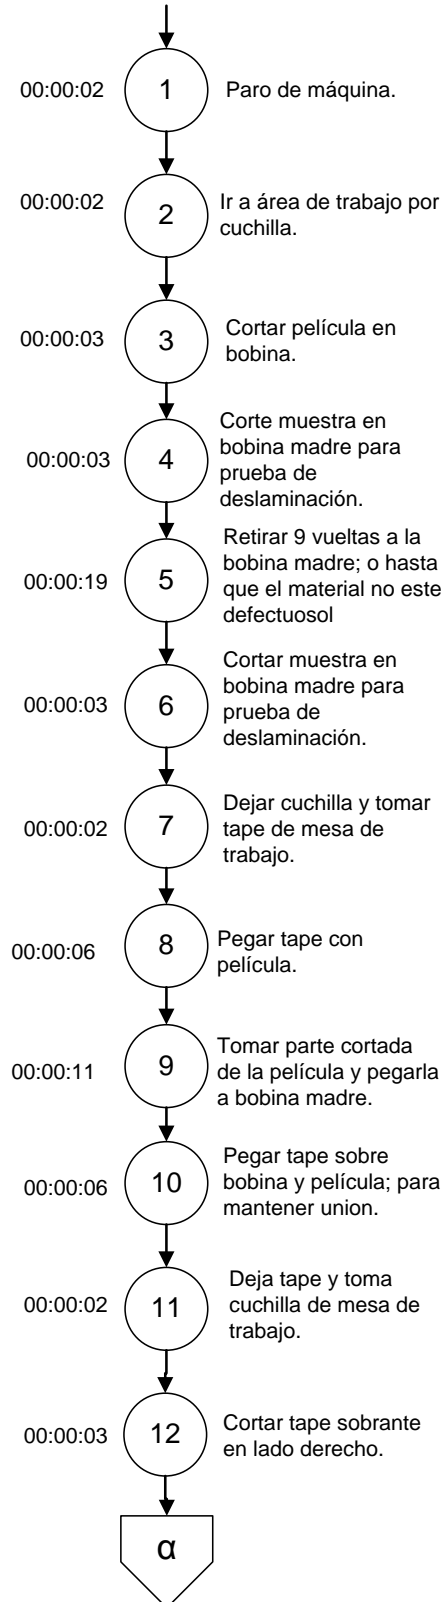 00:00:02
1
Paro de máquina.
00:00:02
2
Ir a área de trabajo por
cuchilla.
00:00:03
3
Cortar película en
bobina.
00:00:03
4
Corte muestra en
bobina madre para
prueba de
deslaminación.
00:00:19
5
Retirar 9 vueltas a la
bobina madre; o hasta
que el material no este
defectuosol
00:00:03
6
Cortar muestra en
bobina madre para
prueba de
deslaminación.
00:00:02
7
Dejar cuchilla y tomar
tape de mesa de
trabajo.
00:00:06
8
Pegar tape con
película.
00:00:11
9
Tomar parte cortada
de la película y pegarla
a bobina madre.
00:00:06
10
Pegar tape sobre
bobina y película; para
mantener union.
00:00:02
11
Deja tape y toma
cuchilla de mesa de
trabajo.
00:00:03
12
Cortar tape sobrante
en lado derecho.
α